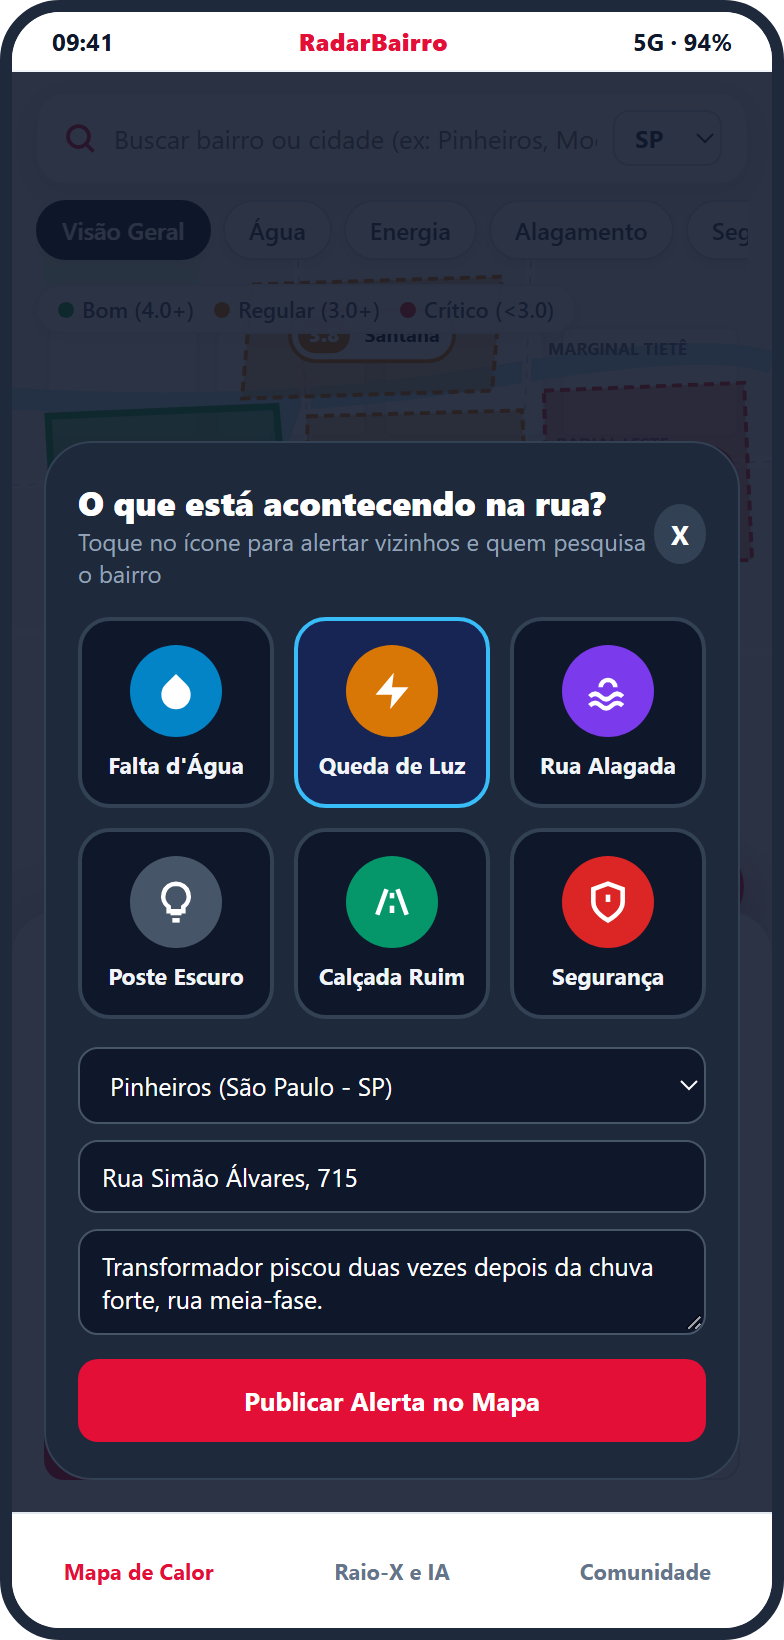 09:41
RadarBairro
5G · 94%
Buscar bairro ou cidade (ex: Pinheiros, Mo
SP
Visão Geral
Água
Energia
Alagamento
Seg
Bom (4.0+)
Regular (3.0+)
Crítico (<3.0)
3.8 Santana
MARGINAL TIETÊ
RADIAL LESTE
O que está acontecendo na rua?
Toque no ícone para alertar vizinhos e quem pesquisa
o bairro
X
Falta d'Água
Queda de Luz
Rua Alagada
Poste Escuro
Calçada Ruim
Segurança
Pinheiros (São Paulo - SP)
Rua Simão Álvares, 715
Transformador piscou duas vezes depois da chuva
forte, rua meia-fase.
Publicar Alerta no Mapa
Mapa de Calor
Raio-X e IA
Comunidade